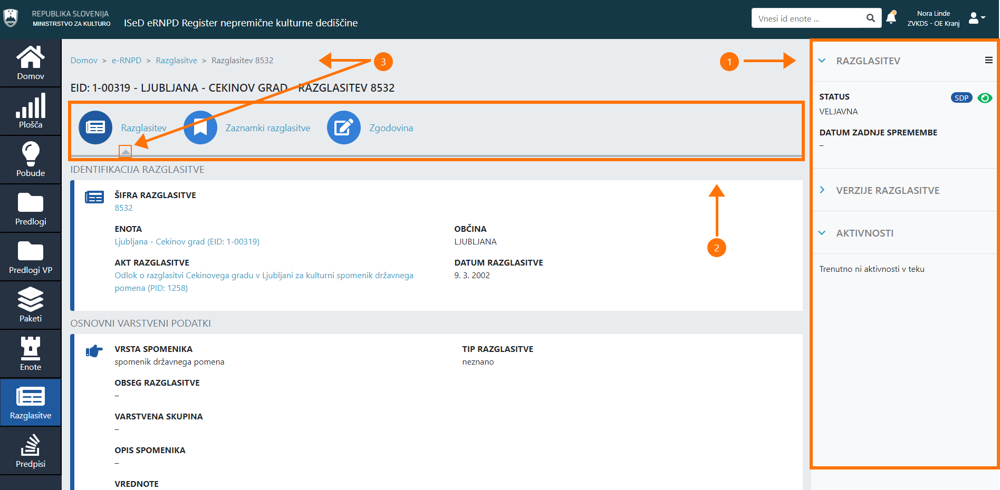 REPUBLIKA SLOVENIJA
MINISTRSTVO ZA KULTURO
ISeD eRNPD Register nepremične kulturne dediščine
Vnesi id enote ...
Nora Linde
ZVKDS - OE Kranj
Domov
Plošča
Pobude
Predlogi
Predlogi VP
Paketi
Enote
Razglasitve
Predpisi
Domov > e-RNPD > Razglasitve > Razglasitev 8532
3
1
EID: 1-00319 - LJUBLJANA - CEKINOV GRAD - RAZGLASITEV 8532
Razglasitev
Zaznamki razglasitve
Zgodovina
IDENTIFIKACIJA RAZGLASITVE
ŠIFRA RAZGLASITVE
8532
ENOTA
Ljubljana - Cekinov grad (EID: 1-00319)
OBČINA
LJUBLJANA
AKT RAZGLASITVE
Odlok o razglasitvi Cekinovega gradu v Ljubljani za kulturni spomenik državnega
pomena (PID: 1258)
DATUM RAZGLASITVE
9. 3. 2002
2
OSNOVNI VARSTVENI PODATKI
VRSTA SPOMENIKA
spomenik državnega pomena
TIP RAZGLASITVE
neznano
OBSEG RAZGLASITVE
–
VARSTVENA SKUPINA
–
OPIS SPOMENIKA
–
VREDNOTE
RAZGLASITEV
STATUS
SDP
VELJAVNA
DATUM ZADNJE SPREMEMBE
–
VERZIJE RAZGLASITVE
AKTIVNOSTI
Trenutno ni aktivnosti v teku